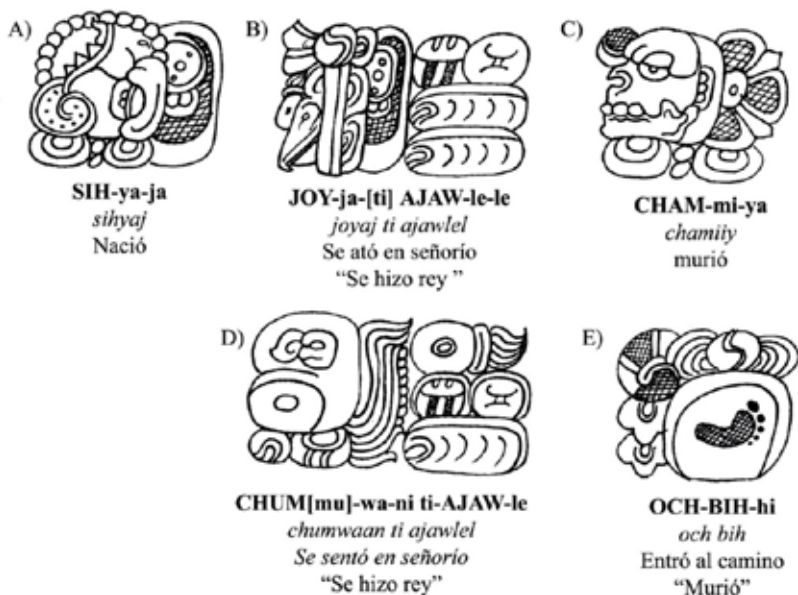 A)
SIH-ya-ja
sihyaj
Nació
B)
JOY-ja-[ti] AJAW-le-le
joyaj ti ajawlel
Se ató en señorío
“Se hizo rey ”
C)
CHAM-mi-ya
chamiiy
murió
D)
CHUM[mu]-wa-ni ti-AJAW-le
chumwaan ti ajawlel
Se sentó en señorío
“Se hizo rey”
E)
OCH-BIH-hi
och bih
Entró al camino
“Murió”